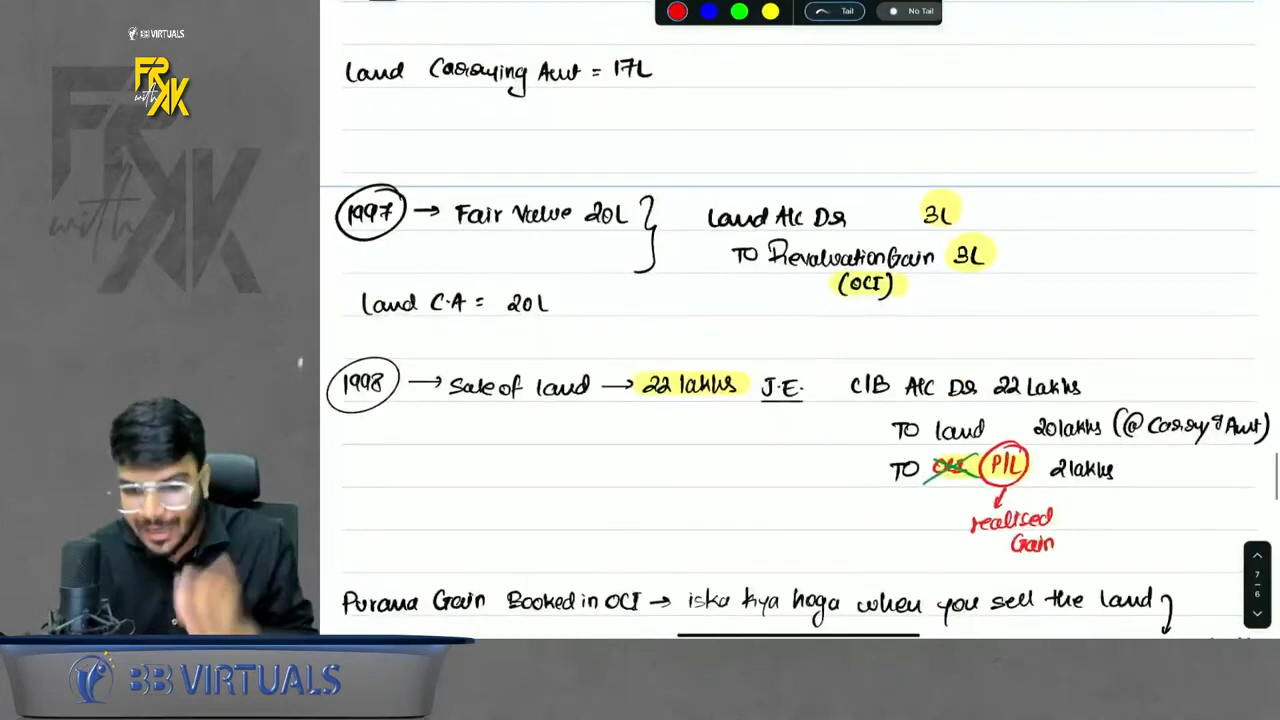 Tail
No Tail
BB VIRTUALS
FR
with KK
Land Carrying Amt = 17L
1997 → Fair Value 20L
Land A/c Dr 3L
TO Revaluation Gain 3L
(OCI)
Land C.A = 20L
1998 → Sale of land → 22 lakhs J.E. C/B A/C Dr 22 Lakhs
TO land 20 lakhs (@ Carryg Amt)
TO OCI P/L 2 lakhs
realised
Gain
Purana Gain Booked in OCI → iska kya hoga when you sell the land
7
6
BB VIRTUALS